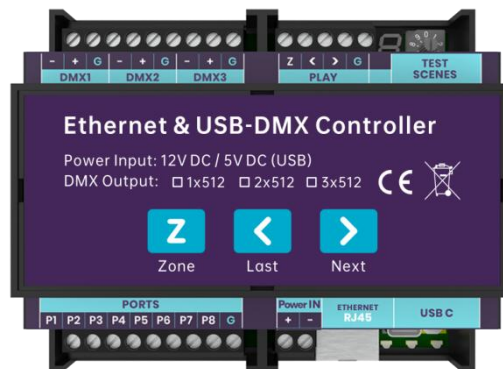 - + G - + G - + G
DMX1 DMX2 DMX3
Z < > G
PLAY
TEST
SCENES
Ethernet & USB-DMX Controller
Power Input: 12V DC / 5V DC (USB)
DMX Output: □ 1x512 □ 2x512 □ 3x512 CE
Z < >
Zone Last Next
PORTS
P1 P2 P3 P4 P5 P6 P7 P8 G
Power IN
+ -
ETHERNET
RJ45
USB C